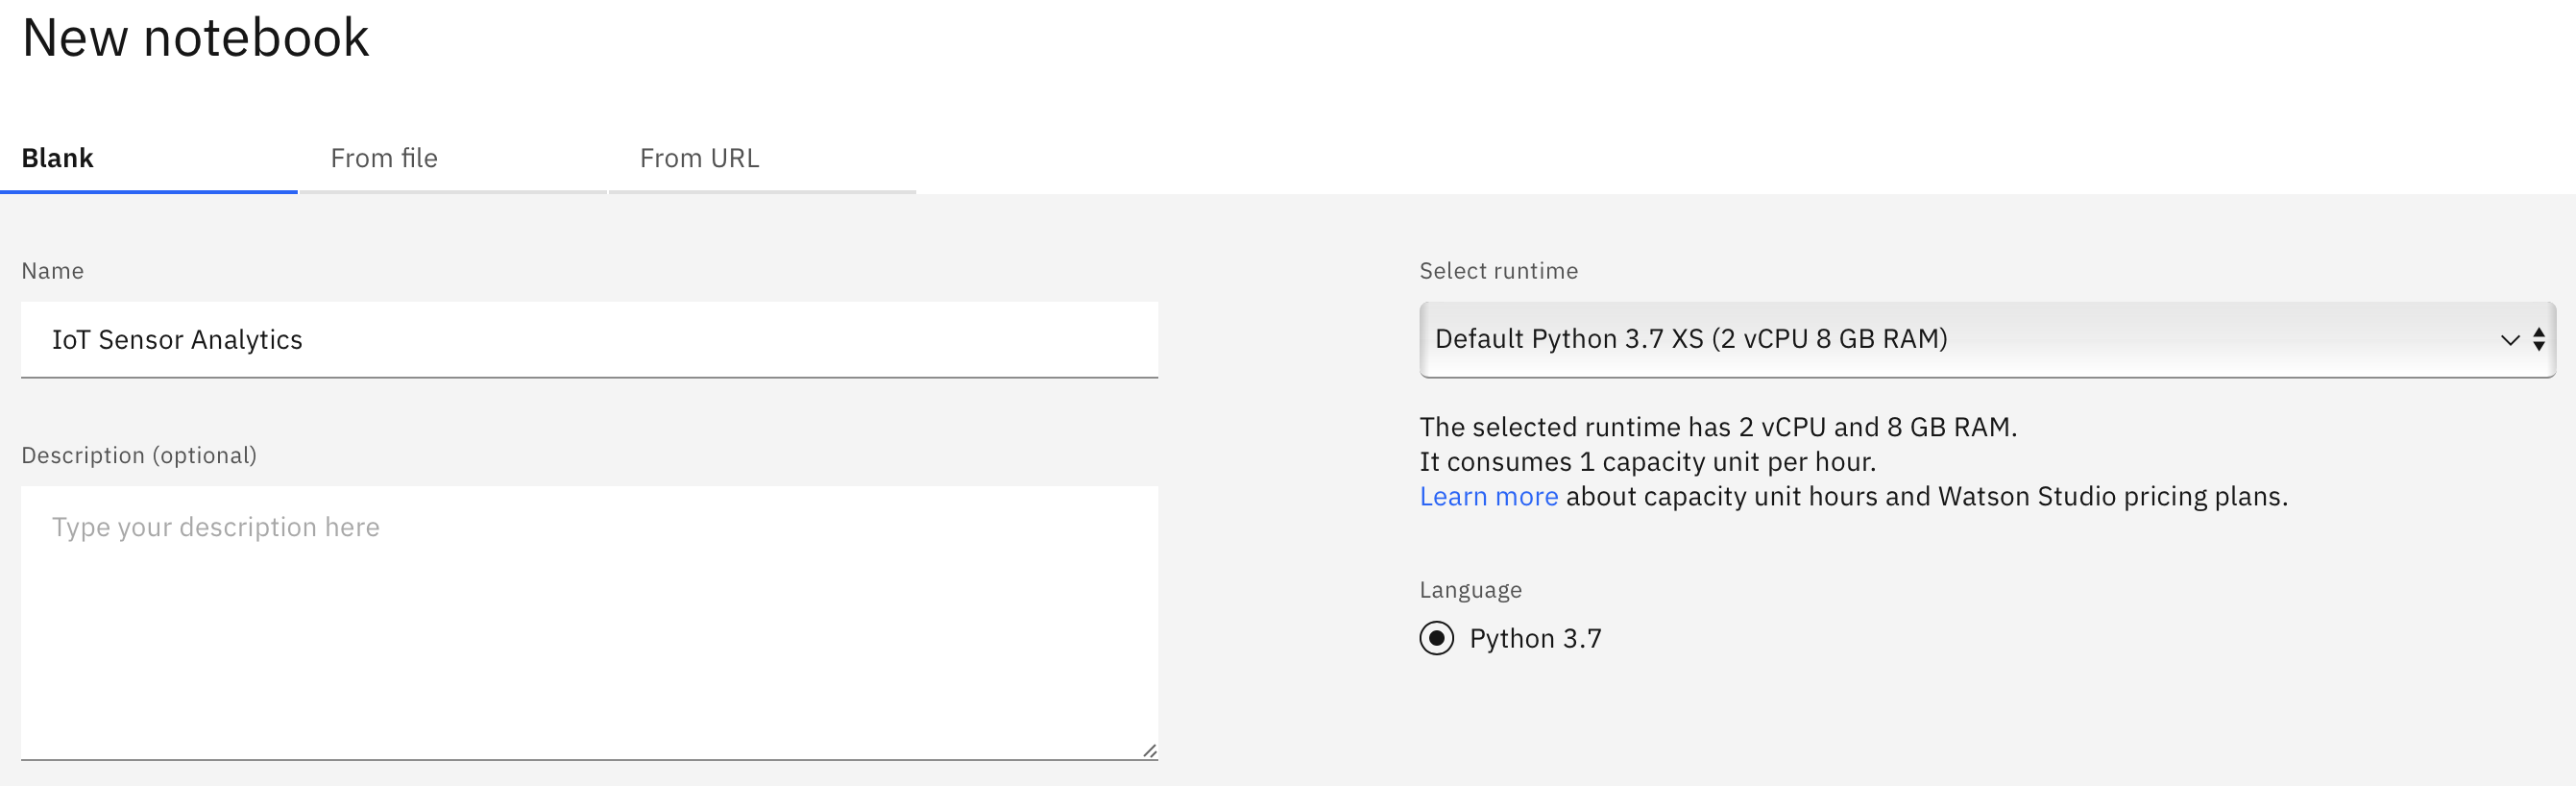 New notebook
Blank
From file
From URL
Name
IoT Sensor Analytics
Description (optional)
Type your description here
Select runtime
Default Python 3.7 XS (2 vCPU 8 GB RAM)
The selected runtime has 2 vCPU and 8 GB RAM.
It consumes 1 capacity unit per hour.
Learn more about capacity unit hours and Watson Studio pricing plans.
Language
Python 3.7